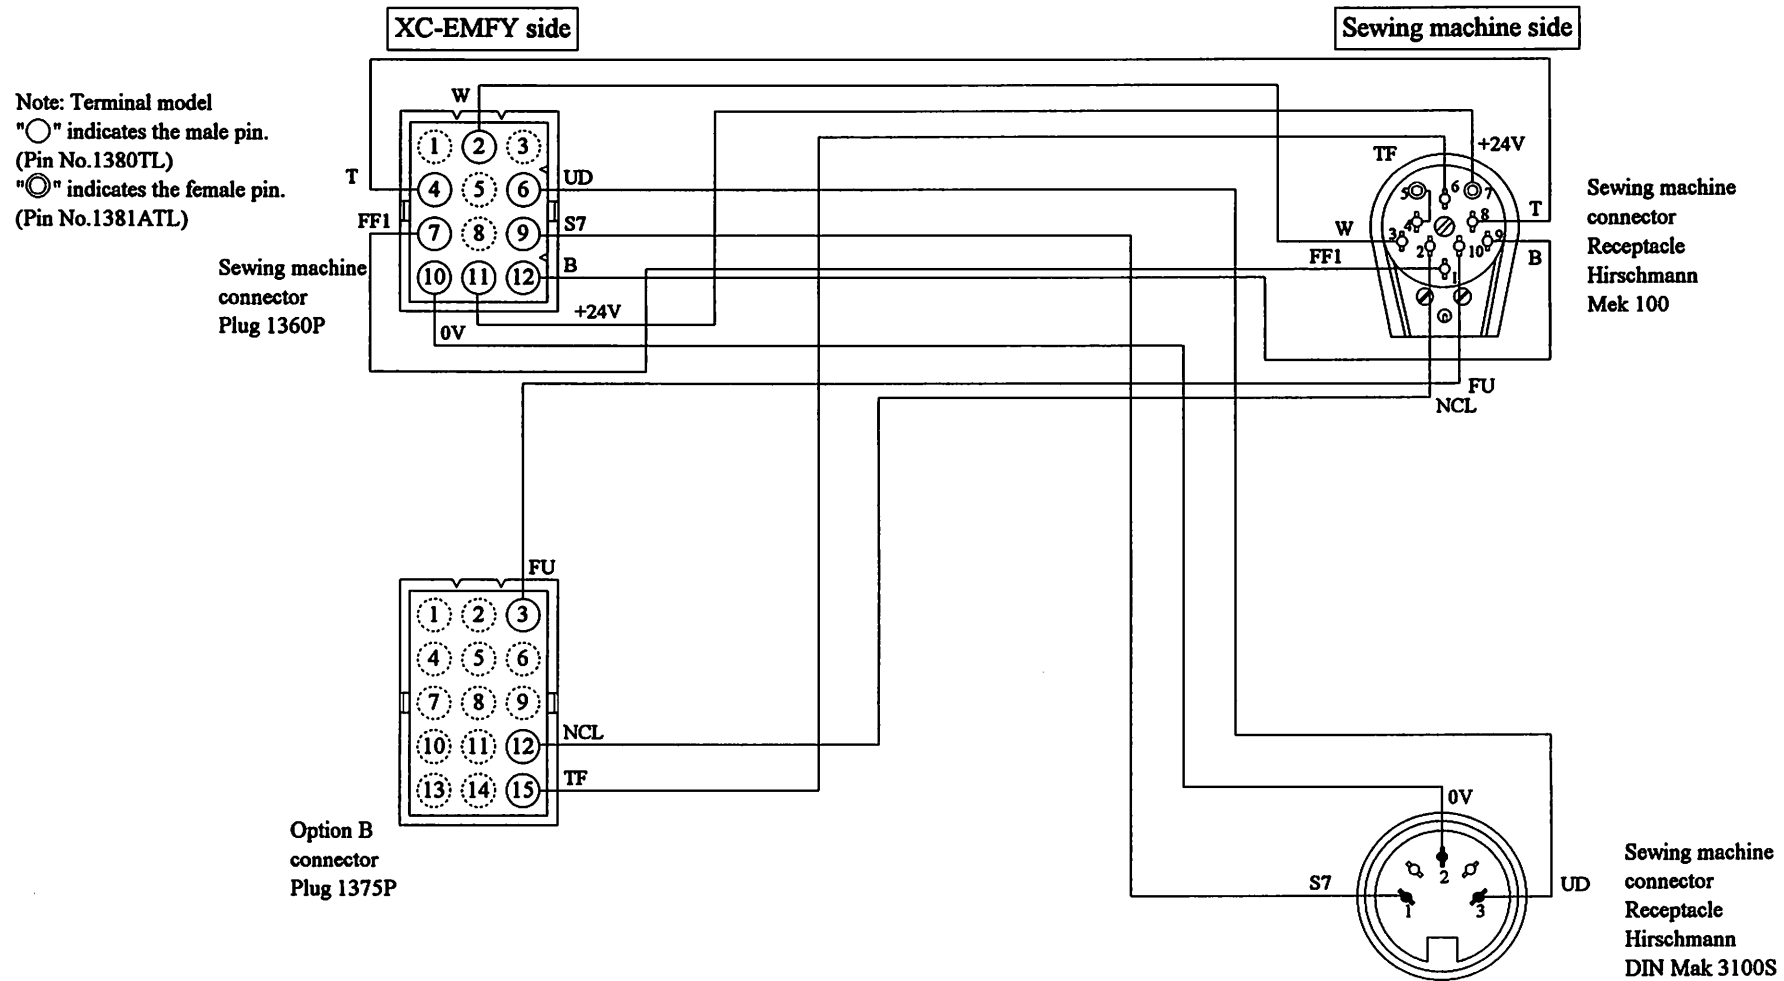 XC-EMFY side
Sewing machine side
Note: Terminal model
"○" indicates the male pin.
(Pin No.1380TL)
"◎" indicates the female pin.
(Pin No.1381ATL)
W
1 2 3
T
4 5 6
UD
FF1
7 8 9
S7
10 11 12
B
+24V
0V
Sewing machine
connector
Plug 1360P
TF
+24V
5 6 7
4 8
T
W
3 2 10 9
FF1
1
B
Sewing machine
connector
Receptacle
Hirschmann
Mek 100
FU
NCL
FU
1 2 3
4 5 6
7 8 9
10 11 12
NCL
13 14 15
TF
Option B
connector
Plug 1375P
0V
2
S7
1
3
UD
Sewing machine
connector
Receptacle
Hirschmann
DIN Mak 3100S